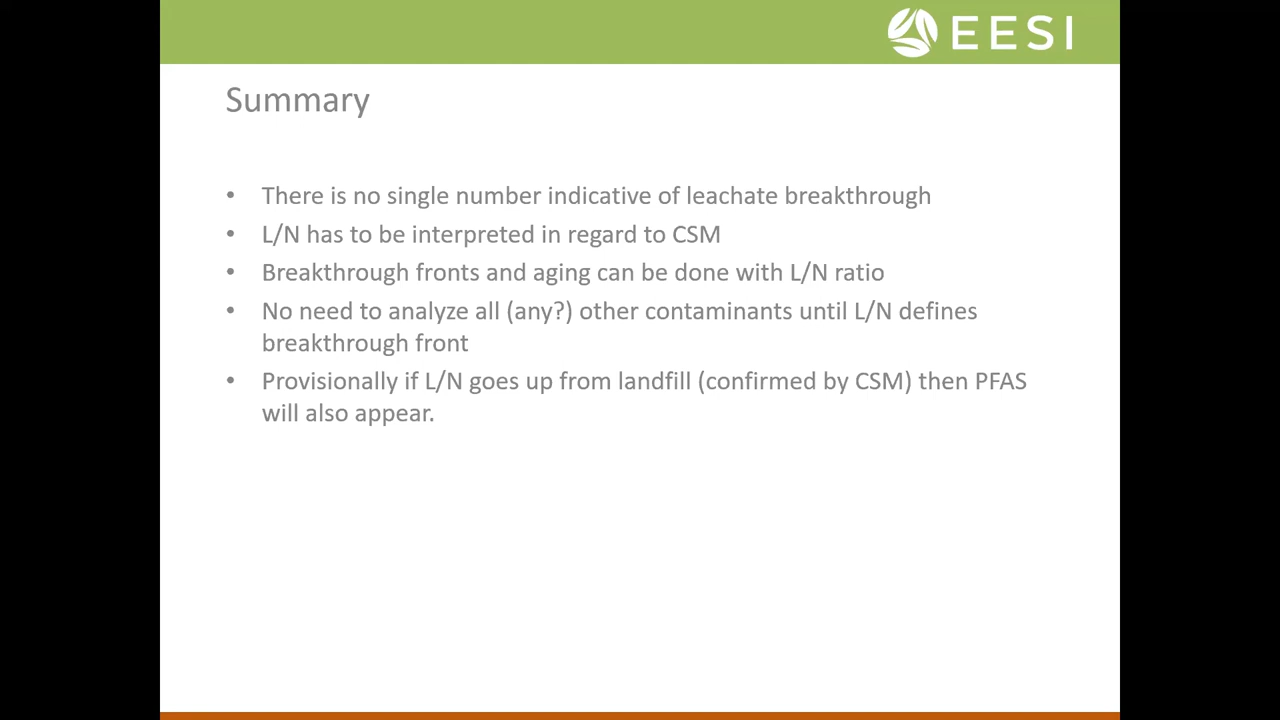 EESI
Summary
• There is no single number indicative of leachate breakthrough
• L/N has to be interpreted in regard to CSM
• Breakthrough fronts and aging can be done with L/N ratio
• No need to analyze all (any?) other contaminants until L/N defines
breakthrough front
• Provisionally if L/N goes up from landfill (confirmed by CSM) then PFAS
will also appear.